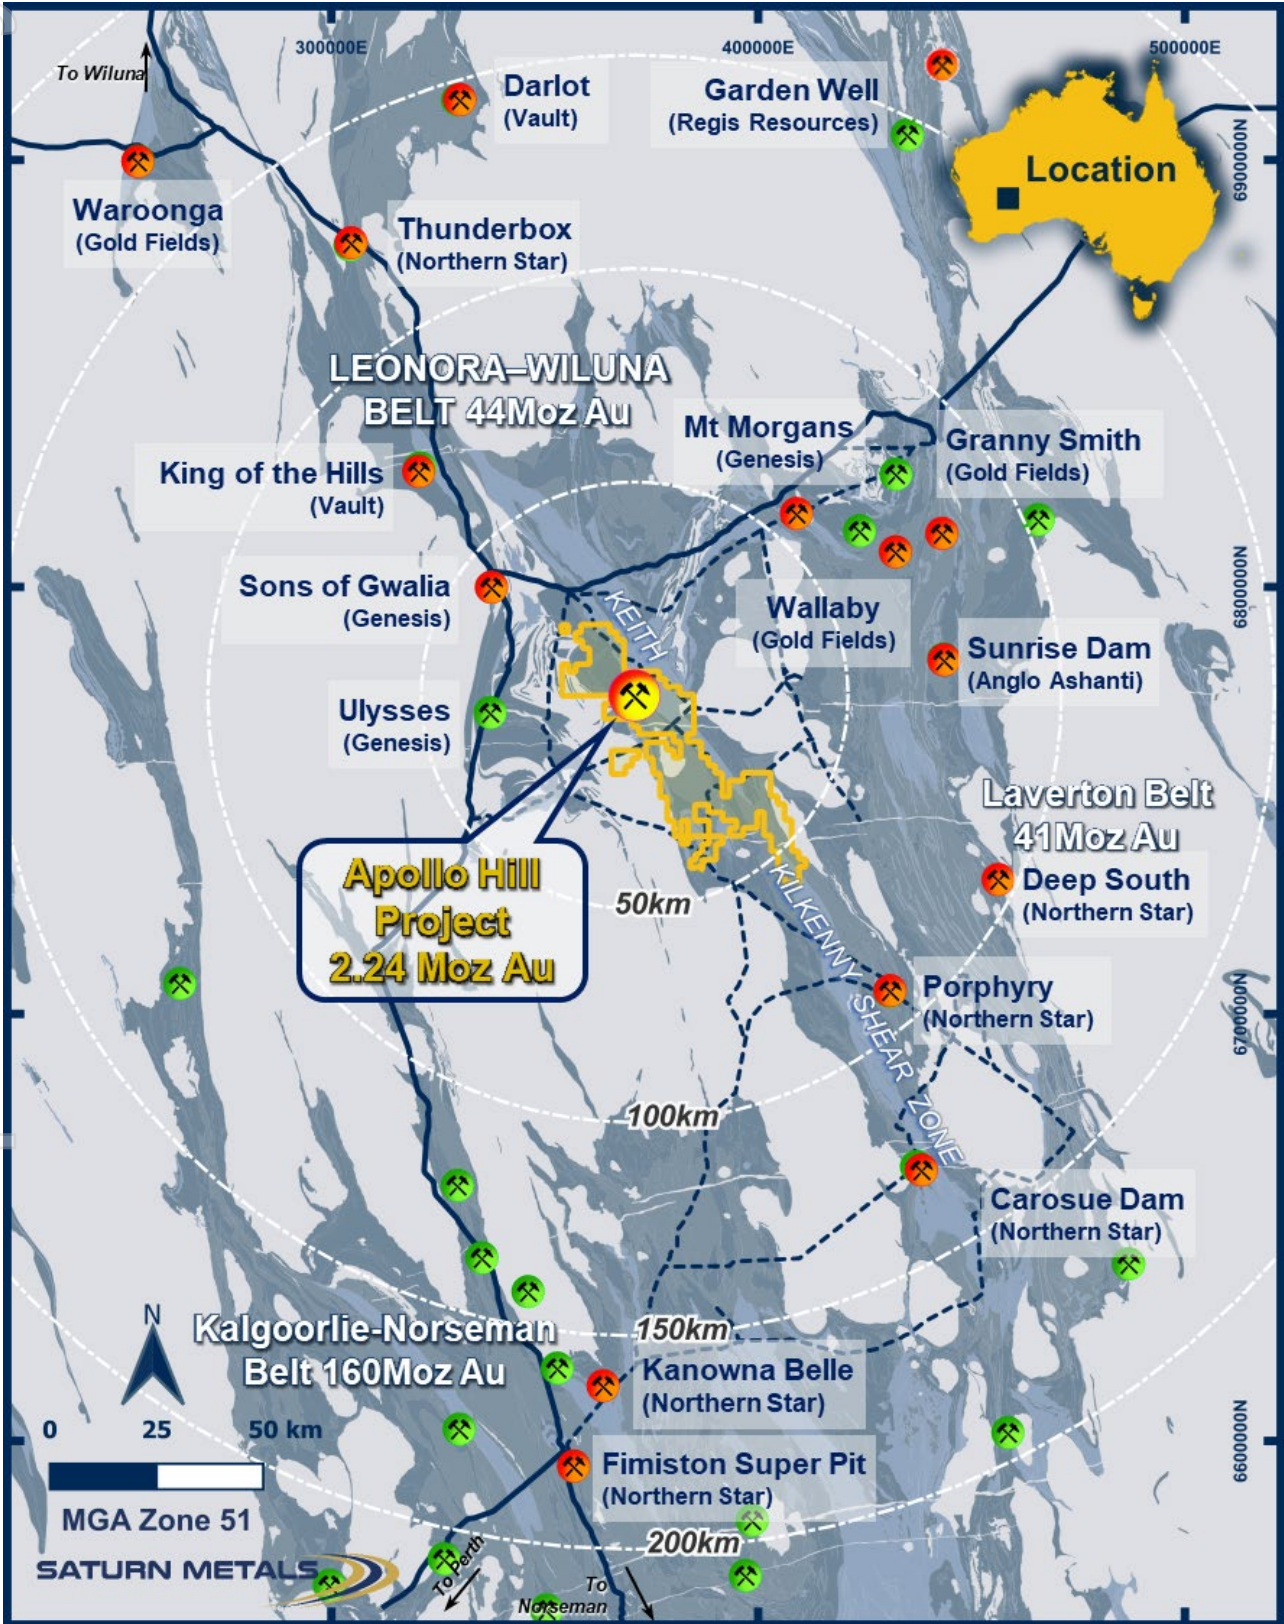 300000E
400000E
500000E
To Wiluna
Darlot
(Vault)
Garden Well
(Regis Resources)
Location
6900000N
Waroonga
(Gold Fields)
Thunderbox
(Northern Star)
LEONORA–WILUNA
BELT 44Moz Au
Mt Morgans
(Genesis)
Granny Smith
(Gold Fields)
King of the Hills
(Vault)
6800000N
Sons of Gwalia
(Genesis)
KEITH
Wallaby
(Gold Fields)
Sunrise Dam
(Anglo Ashanti)
Ulysses
(Genesis)
Laverton Belt
41Moz Au
Apollo Hill
Project
2.24 Moz Au
50km
Deep South
(Northern Star)
KILKENNY SHEAR ZONE
Porphyry
(Northern Star)
6700000N
100km
Carosue Dam
(Northern Star)
N
Kalgoorlie-Norseman
Belt 160Moz Au
150km
Kanowna Belle
(Northern Star)
0 25 50 km
6600000N
Fimiston Super Pit
(Northern Star)
MGA Zone 51
200km
SATURN METALS
To Perth
To
Norseman